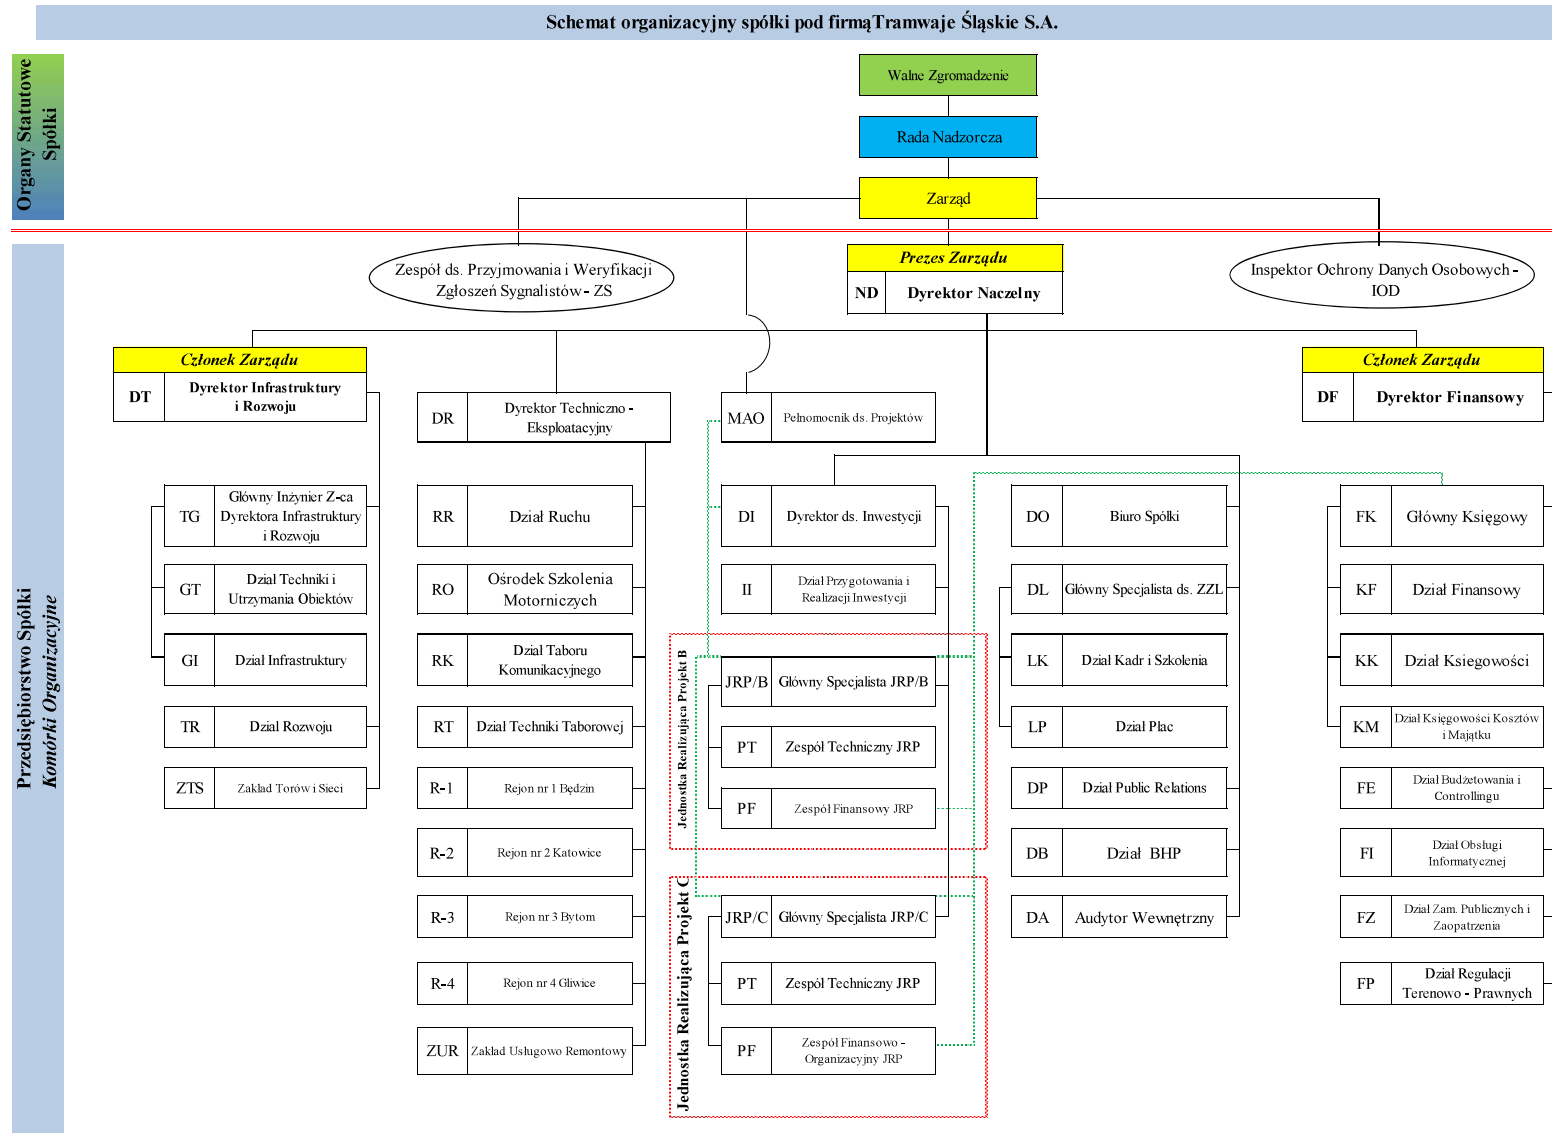 Schemat organizacyjny spółki pod firmąTramwaje Śląskie S.A.
Organy Statutowe
Spółki
Walne Zgromadzenie
Rada Nadzorcza
Zarząd
Przedsiębiorstwo Spółki
Komórki Organizacyjne
Zespół ds. Przyjmowania i Weryfikacji
Zgłoszeń Sygnalistów - ZS
Prezes Zarządu
ND Dyrektor Naczelny
Inspektor Ochrony Danych Osobowych -
IOD
Członek Zarządu
DT Dyrektor Infrastruktury
i Rozwoju
TG Główny Inżynier Z-ca
Dyrektora Infrastruktury
i Rozwoju
GT Dział Techniki i
Utrzymania Obiektów
GI Dział Infrastruktury
TR Dział Rozwoju
ZTS Zakład Torów i Sieci
DR Dyrektor Techniczno -
Eksploatacyjny
RR Dział Ruchu
RO Ośrodek Szkolenia
Motorniczych
RK Dział Taboru
Komunikacyjnego
RT Dział Techniki Taborowej
R-1 Rejon nr 1 Będzin
R-2 Rejon nr 2 Katowice
R-3 Rejon nr 3 Bytom
R-4 Rejon nr 4 Gliwice
ZUR Zakład Usługowo Remontowy
MAO Pełnomocnik ds. Projektów
DI Dyrektor ds. Inwestycji
II Dział Przygotowania i
Realizacji Inwestycji
Jednostka Realizująca Projekt B
JRP/B Główny Specjalista JRP/B
PT Zespół Techniczny JRP
PF Zespół Finansowy JRP
Jednostka Realizująca Projekt C
JRP/C Główny Specjalista JRP/C
PT Zespół Techniczny JRP
PF Zespół Finansowo -
Organizacyjny JRP
DO Biuro Spółki
DL Główny Specjalista ds. ZZL
LK Dział Kadr i Szkolenia
LP Dział Płac
DP Dział Public Relations
DB Dział BHP
DA Audytor Wewnętrzny
Członek Zarządu
DF Dyrektor Finansowy
FK Główny Księgowy
KF Dział Finansowy
KK Dział Ksiegowości
KM Dział Księgowości Kosztów
i Majątku
FE Dział Budżetowania i
Controllingu
FI Dział Obsługi
Informatycznej
FZ Dział Zam. Publicznych i
Zaopatrzenia
FP Dział Regulacji
Terenowo - Prawnych